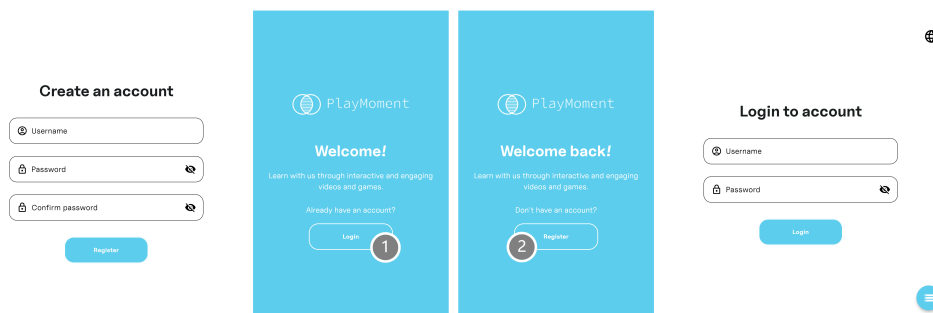 Create an account
Username
Password
Confirm password
Register
PlayMoment
Welcome!
Learn with us through interactive and engaging
videos and games.
Already have an account?
Login
1
PlayMoment
Welcome back!
Learn with us through interactive and engaging
videos and games.
Don't have an account?
Register
2
Login to account
Username
Password
Login